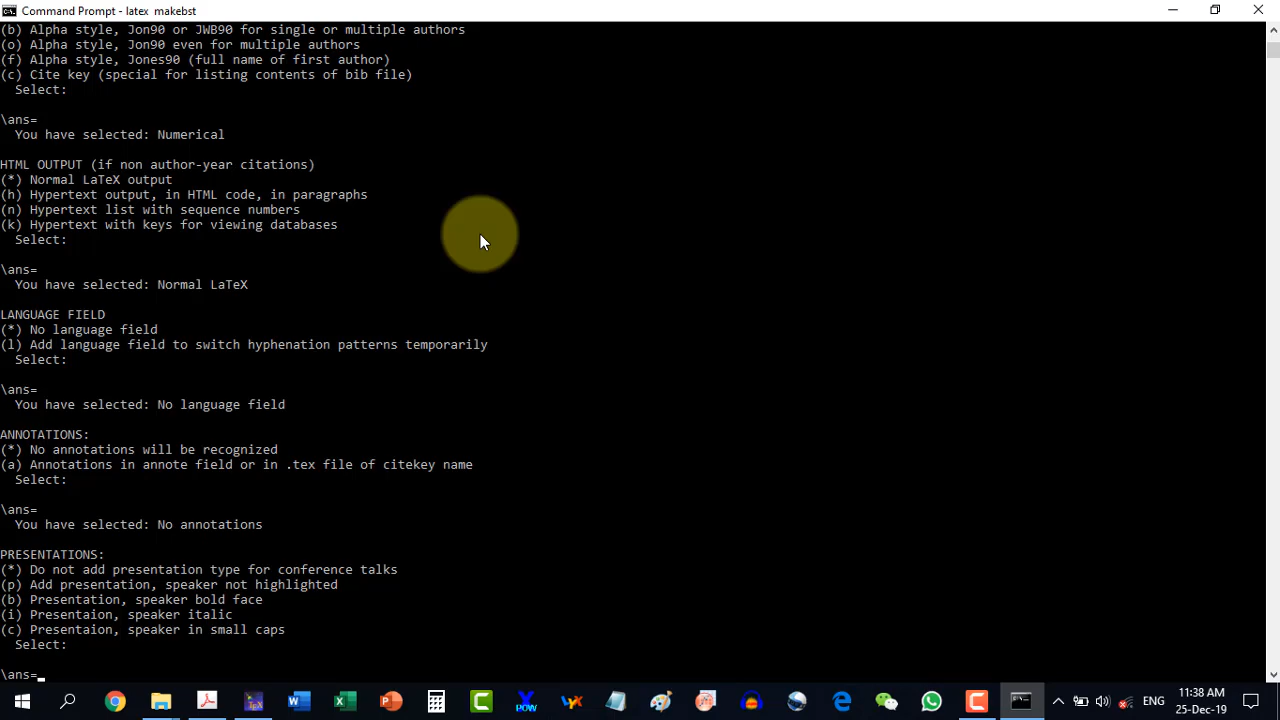 Command Prompt - latex makebst
(b) Alpha style, Jon90 or JWB90 for single or multiple authors
(o) Alpha style, Jon90 even for multiple authors
(f) Alpha style, Jones90 (full name of first author)
(c) Cite key (special for listing contents of bib file)
Select:
\ans=
You have selected: Numerical
HTML OUTPUT (if non author-year citations)
(*) Normal LaTeX output
(h) Hypertext output, in HTML code, in paragraphs
(n) Hypertext list with sequence numbers
(k) Hypertext with keys for viewing databases
Select:
\ans=
You have selected: Normal LaTeX
LANGUAGE FIELD
(*) No language field
(l) Add language field to switch hyphenation patterns temporarily
Select:
\ans=
You have selected: No language field
ANNOTATIONS:
(*) No annotations will be recognized
(a) Annotations in annote field or in .tex file of citekey name
Select:
\ans=
You have selected: No annotations
PRESENTATIONS:
(*) Do not add presentation type for conference talks
(p) Add presentation, speaker not highlighted
(b) Presentation, speaker bold face
(i) Presentaion, speaker italic
(c) Presentaion, speaker in small caps
Select:
\ans=
ENG
11:38 AM
25-Dec-19